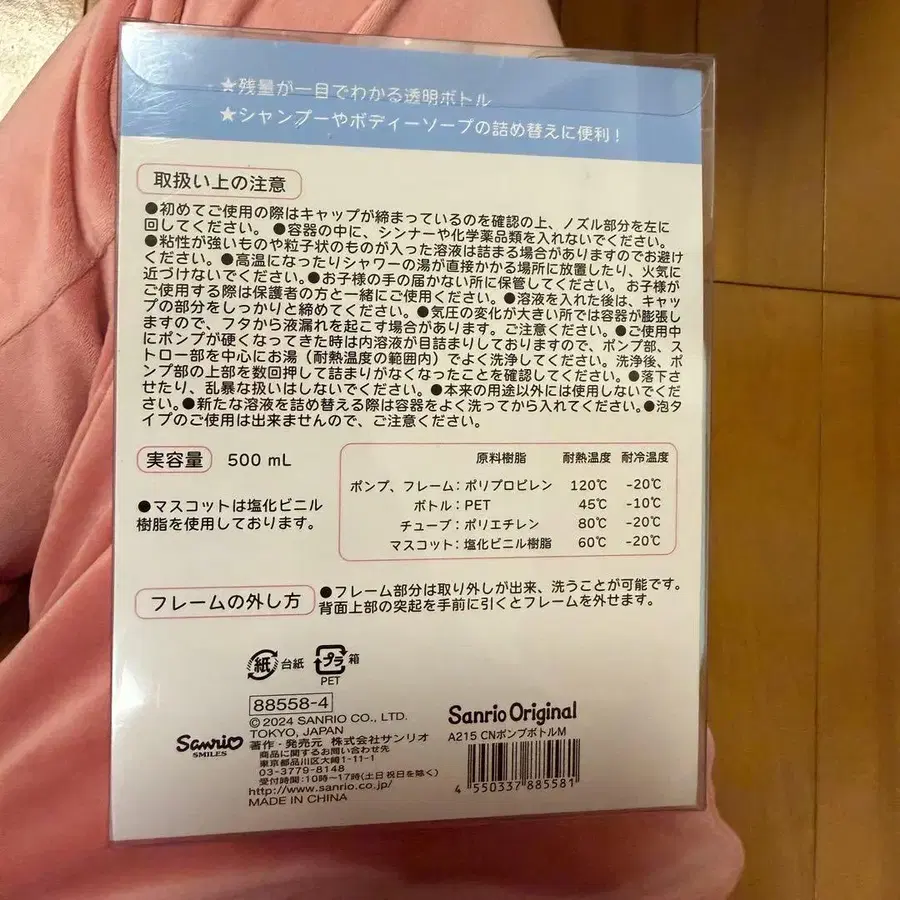 ★残量が一目でわかる透明ボトル
★シャンプーやボディーソープの詰め替えに便利！
取扱い上の注意
●初めてご使用の際はキャップが締まっているのを確認の上、ノズル部分を左に
回してください。●容器の中に、シンナーや化学薬品類を入れないでください。
●粘性が強いものや粒子状のものが入った溶液は詰まる場合がありますのでお避け
ください。●高温になったりシャワーの湯が直接かかる場所に放置したり、火気に
近づけないでください。●お子様の手の届かない所に保管してください。お子様が
ご使用する際は保護者の方と一緒にご使用ください。●溶液を入れた後は、キャッ
プの部分をしっかりと締めてください。●気圧の変化が大きい所では容器が膨張し
ますので、フタから液漏れを起こす場合があります。ご注意ください。●ご使用中
にポンプが硬くなってきた時は内溶液が目詰まりしておりますので、ポンプ部、ス
トロー部を中心にお湯（耐熱温度の範囲内）でよく洗浄してください。洗浄後、ポ
ンプ部の上部を数回押して詰まりがなくなったことを確認してください。●落下さ
せたり、乱暴な扱いはしないでください。●本来の用途以外には使用しないでくだ
さい。●新たな溶液を詰め替える際は容器をよく洗ってから入れてください。●泡タ
イプのご使用は出来ませんので、ご注意ください。
実容量 500 mL
●マスコットは塩化ビニル
樹脂を使用しております。
原料樹脂 耐熱温度 耐冷温度
ポンプ、フレーム：ポリプロピレン 120℃ -20℃
ボトル：PET 45℃ -10℃
チューブ：ポリエチレン 80℃ -20℃
マスコット：塩化ビニル樹脂 60℃ -20℃
フレームの外し方
●フレーム部分は取り外しが出来、洗うことが可能です。
背面上部の突起を手前に引くとフレームを外せます。
紙 台紙 プラ 箱
PET
88558-4
© 2024 SANRIO CO., LTD.
TOKYO, JAPAN
Sanrio
SMILES
著作・発売元 株式会社サンリオ
商品に関するお問い合わせ先
東京都品川区大崎1-11-1
03-3779-8148
受付時間：10時～17時(土日祝日を除く)
http://www.sanrio.co.jp/
MADE IN CHINA
Sanrio Original
A215 CNポンプボトルM
4 550337 885581